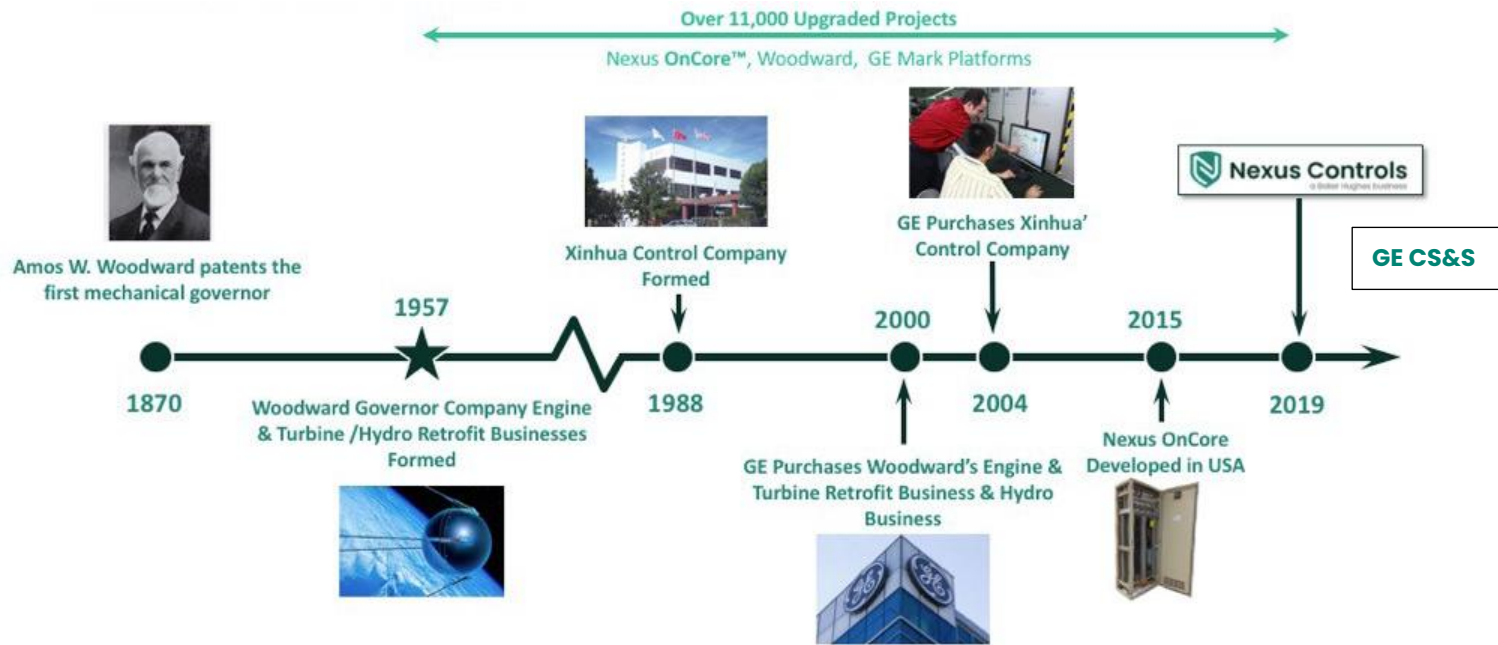 Over 11,000 Upgraded Projects
Nexus OnCore™, Woodward, GE Mark Platforms
Amos W. Woodward patents the
first mechanical governor
1870
1957
Woodward Governor Company Engine
& Turbine /Hydro Retrofit Businesses
Formed
Xinhua Control Company
Formed
1988
2000
GE Purchases Woodward’s Engine &
Turbine Retrofit Business & Hydro
Business
GE Purchases Xinhua’
Control Company
2004
2015
Nexus OnCore
Developed in USA
Nexus Controls
a Baker Hughes business
2019
GE CS&S